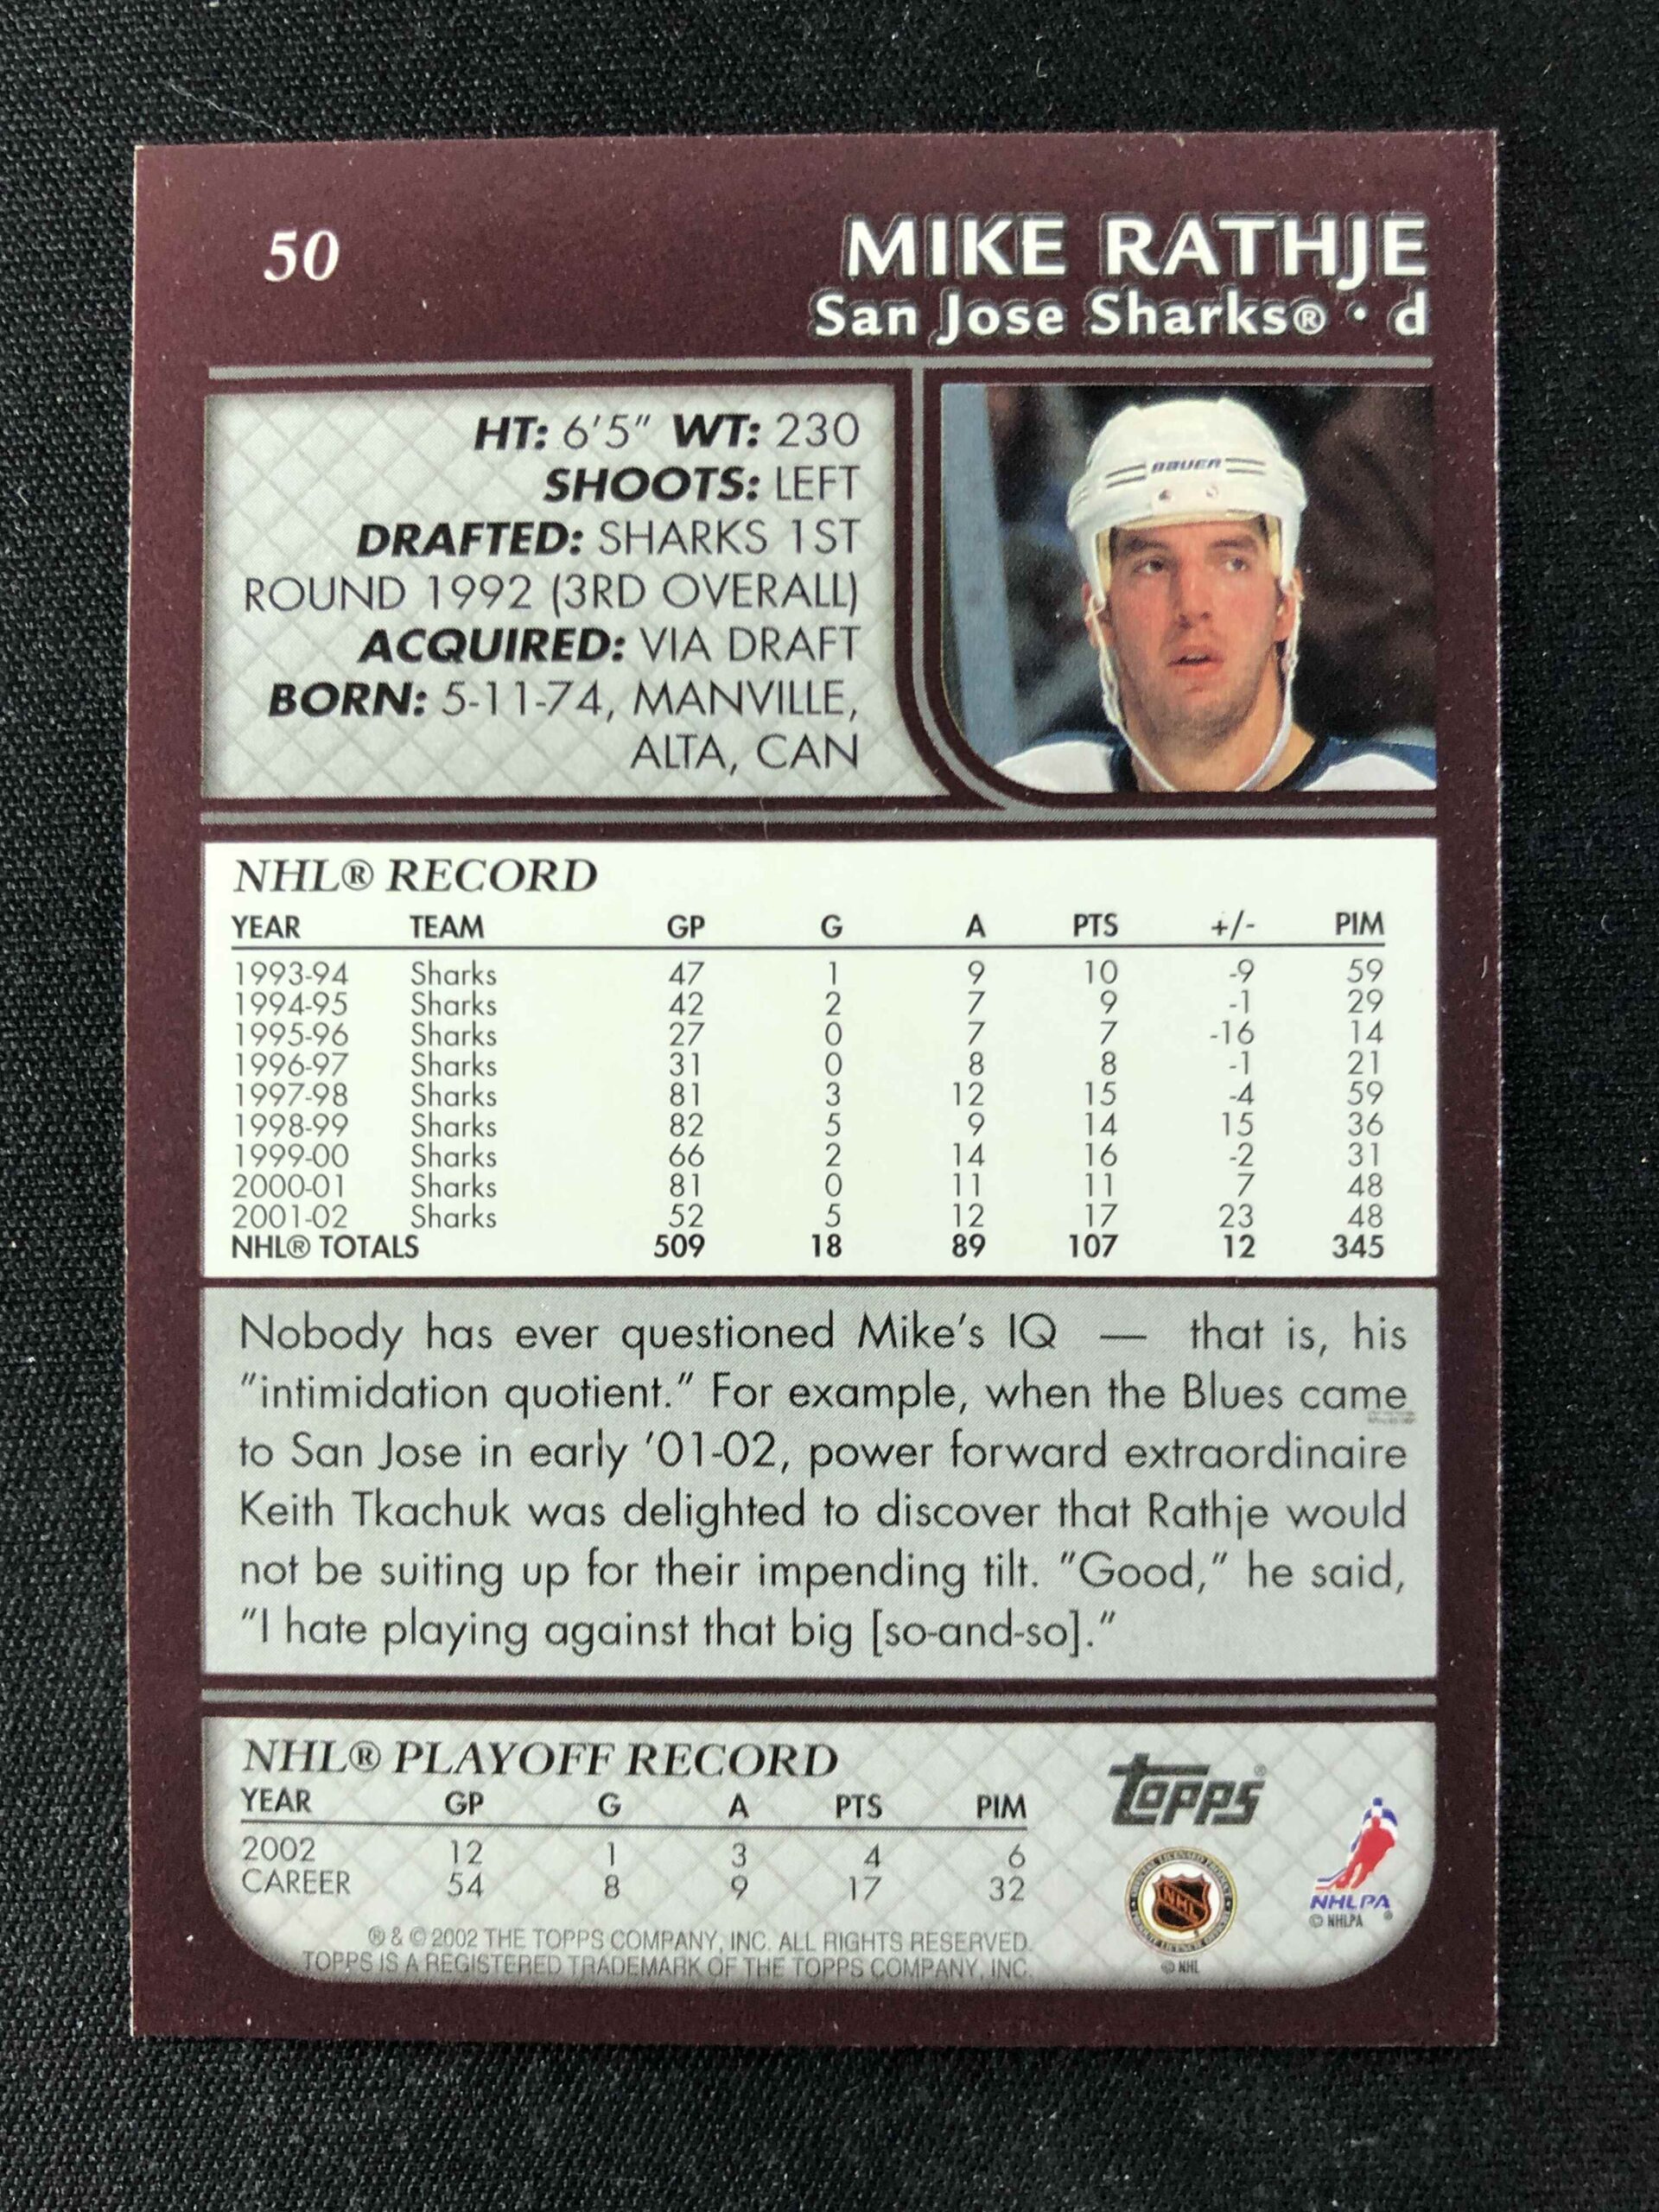 50
MIKE RATHJE
San Jose Sharks® • d
HT: 6'5" WT: 230
SHOOTS: LEFT
DRAFTED: SHARKS 1ST
ROUND 1992 (3RD OVERALL)
ACQUIRED: VIA DRAFT
BORN: 5-11-74, MANVILLE,
ALTA, CAN
BAUER
NHL® RECORD
YEAR TEAM GP G A PTS +/- PIM
1993-94 Sharks 47 1 9 10 -9 59
1994-95 Sharks 42 2 7 9 -1 29
1995-96 Sharks 27 0 7 7 -16 14
1996-97 Sharks 31 0 8 8 -1 21
1997-98 Sharks 81 3 12 15 -4 59
1998-99 Sharks 82 5 9 14 15 36
1999-00 Sharks 66 2 14 16 -2 31
2000-01 Sharks 81 0 11 11 7 48
2001-02 Sharks 52 5 12 17 23 48
NHL® TOTALS 509 18 89 107 12 345
Nobody has ever questioned Mike's IQ — that is, his
"intimidation quotient." For example, when the Blues came
to San Jose in early '01-02, power forward extraordinaire
Keith Tkachuk was delighted to discover that Rathje would
not be suiting up for their impending tilt. "Good," he said,
"I hate playing against that big [so-and-so]."
NHL® PLAYOFF RECORD
YEAR GP G A PTS PIM
2002 12 1 3 4 6
CAREER 54 8 9 17 32
® & © 2002 THE TOPPS COMPANY, INC. ALL RIGHTS RESERVED.
TOPPS IS A REGISTERED TRADEMARK OF THE TOPPS COMPANY, INC.
topps®
NHL
© NHL
NHLPA
© NHLPA ®